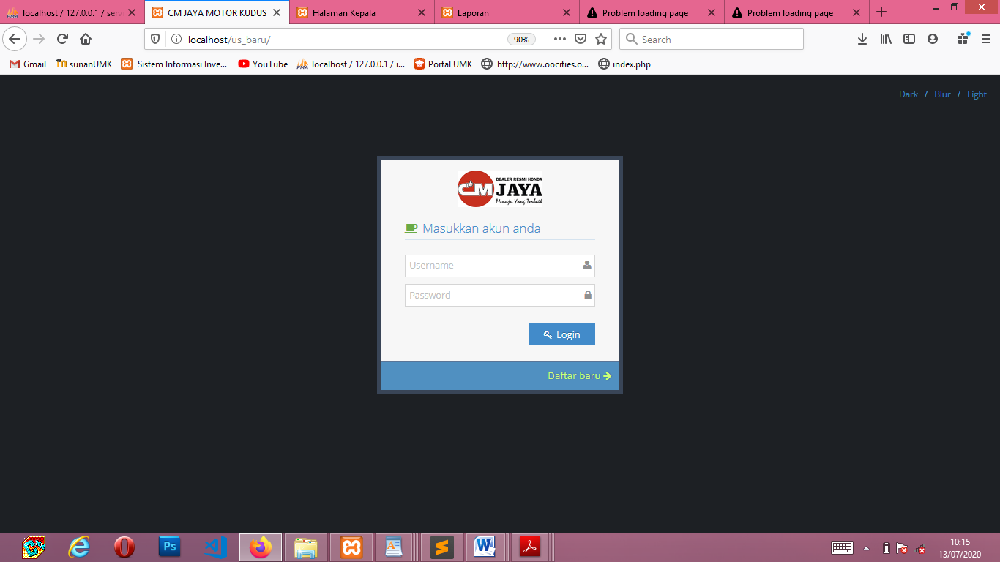 localhost / 127.0.0.1 / serv
CM JAYA MOTOR KUDUS
Halaman Kepala
Laporan
Problem loading page
Problem loading page
localhost/us_baru/
90%
Search
Gmail
sunanUMK
Sistem Informasi Inve...
YouTube
localhost / 127.0.0.1 / i...
Portal UMK
http://www.oocities.o...
index.php
Dark / Blur / Light
DEALER RESMI HONDA
CM JAYA
Menuju Yang Terbaik
Masukkan akun anda
Username
Password
Login
Daftar baru
Ps
10:15
13/07/2020